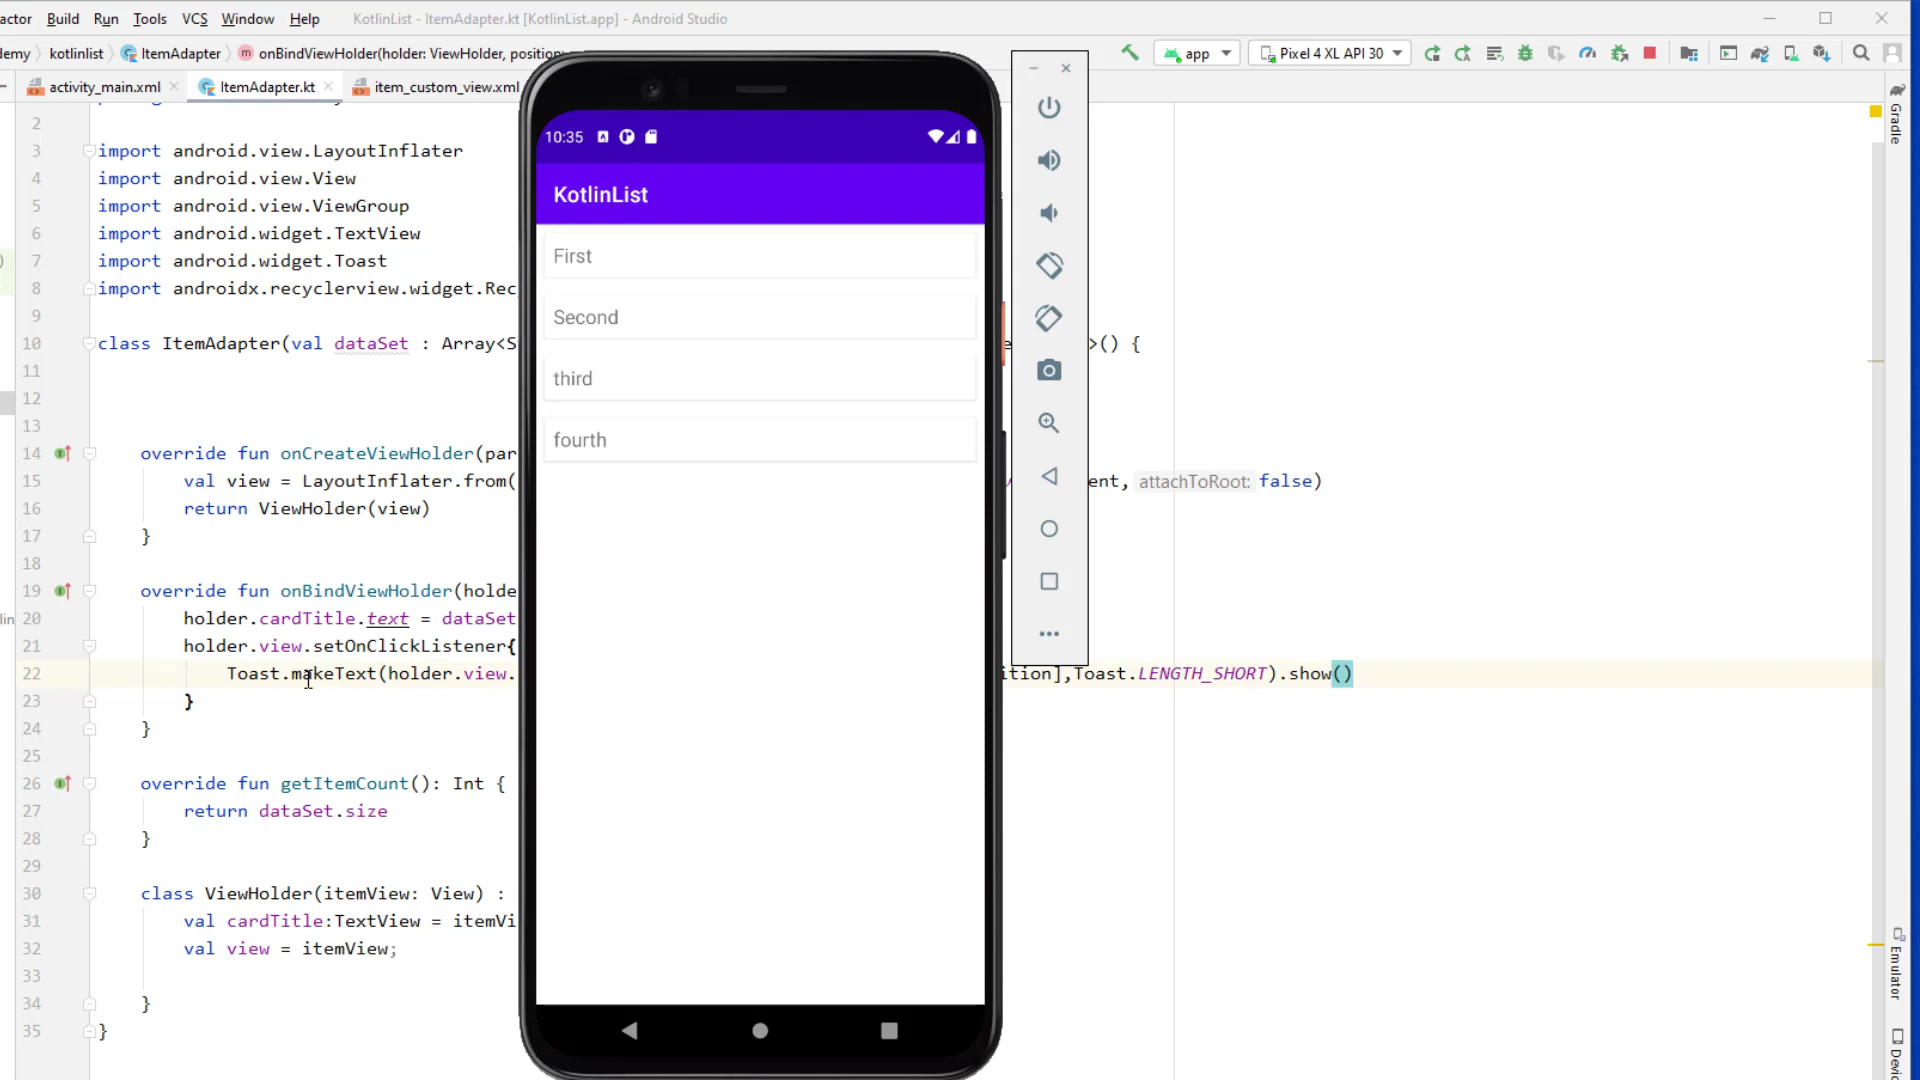 actor Build Run Tools VCS Window Help KotlinList - ItemAdapter.kt [KotlinList.app] - Android Studio
demy kotlinlist ItemAdapter onBindViewHolder(holder: ViewHolder, position: app Pixel 4 XL API 30
activity_main.xml ItemAdapter.kt item_custom_view.xml
2
3 import android.view.LayoutInflater
4 import android.view.View
5 import android.view.ViewGroup
6 import android.widget.TextView
7 import android.widget.Toast
8 import androidx.recyclerview.widget.Rec
9
10 class ItemAdapter(val dataSet : Array<S >() {
11
12
13
14 override fun onCreateViewHolder(par
15 val view = LayoutInflater.from( ent, attachToRoot: false)
16 return ViewHolder(view)
17 }
18
19 override fun onBindViewHolder(holde
20 holder.cardTitle.text = dataSet
21 holder.view.setOnClickListener{
22 Toast.makeText(holder.view. ition],Toast.LENGTH_SHORT).show()
23 }
24 }
25
26 override fun getItemCount(): Int {
27 return dataSet.size
28 }
29
30 class ViewHolder(itemView: View) :
31 val cardTitle:TextView = itemVi
32 val view = itemView;
33
34 }
35 }
10:35
KotlinList
First
Second
third
fourth
Gradle
Emulator